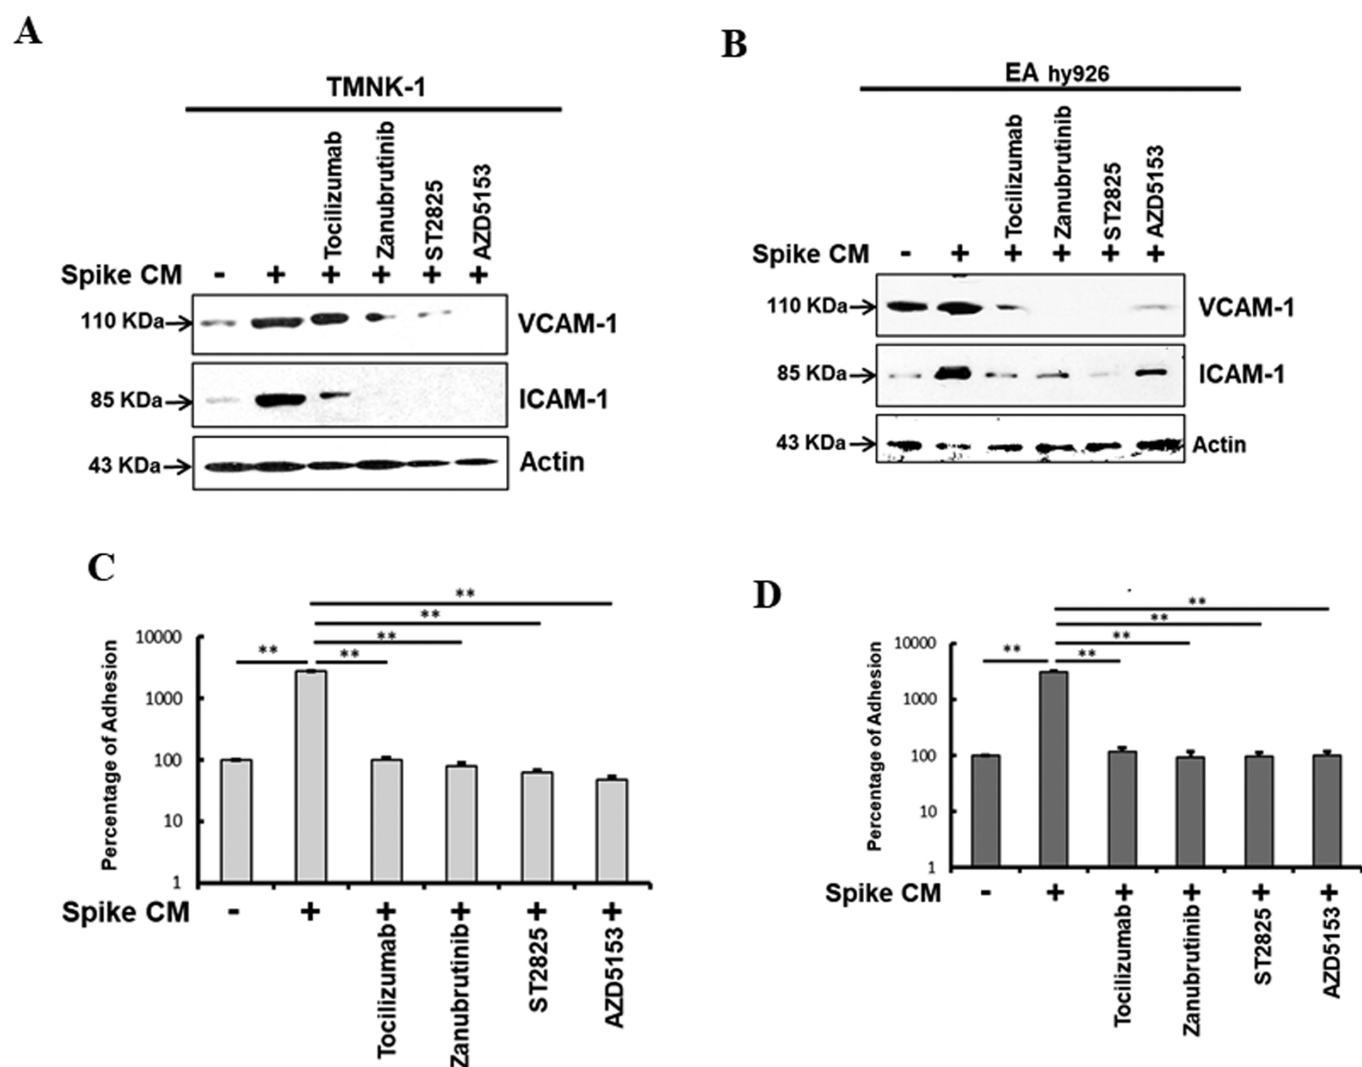 A
TMNK-1
Tocilizumab
Zanubrutinib
ST2825
AZD5153
Spike CM - + + + + +
110 KDa→ VCAM-1
85 KDa→ ICAM-1
43 KDa→ Actin
B
EA hy926
Tocilizumab
Zanubrutinib
ST2825
AZD5153
Spike CM - + + + + +
110 KDa→ VCAM-1
85 KDa→ ICAM-1
43 KDa→ Actin
C
**
**
**
** **
Percentage of Adhesion
10000
1000
100
10
1
Spike CM - + + + + +
Tocilizumab
Zanubrutinib
ST2825
AZD5153
D
**
**
**
** **
Percentage of Adhesion
10000
1000
100
10
1
Spike CM - + + + + +
Tocilizumab
Zanubrutinib
ST2825
AZD5153